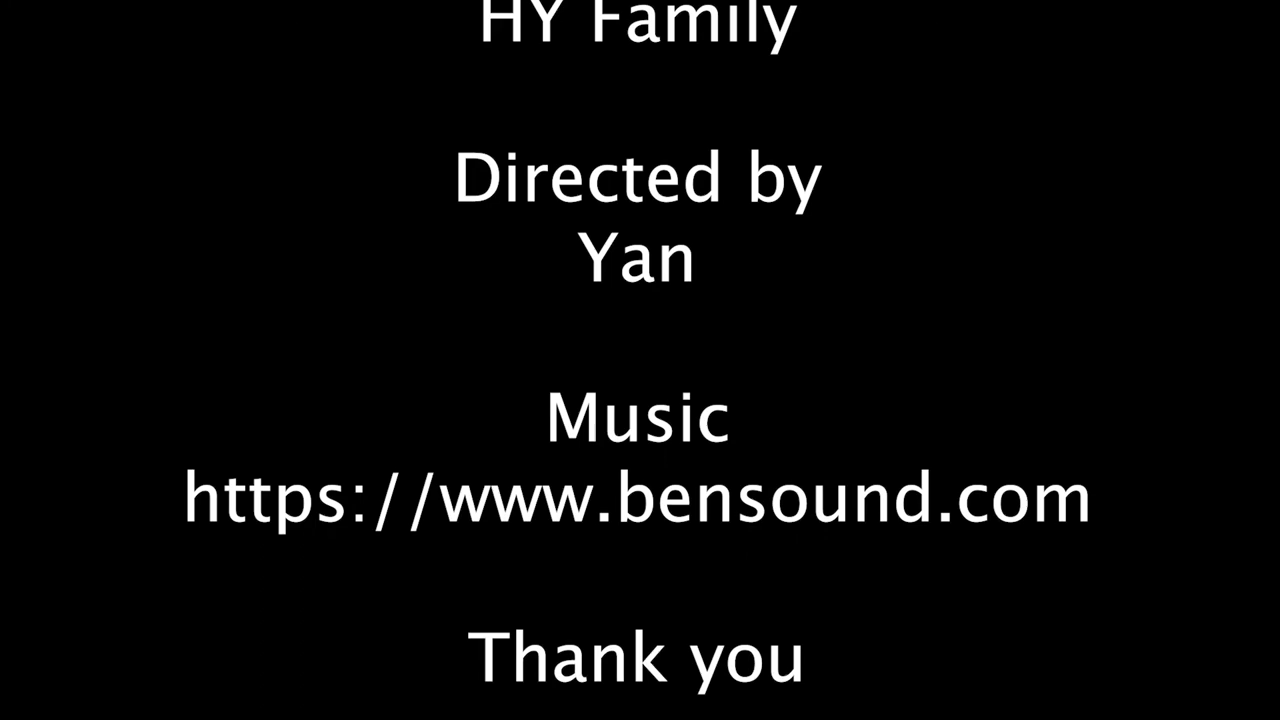 HY Family
Directed by
Yan
Music
https://www.bensound.com
Thank you